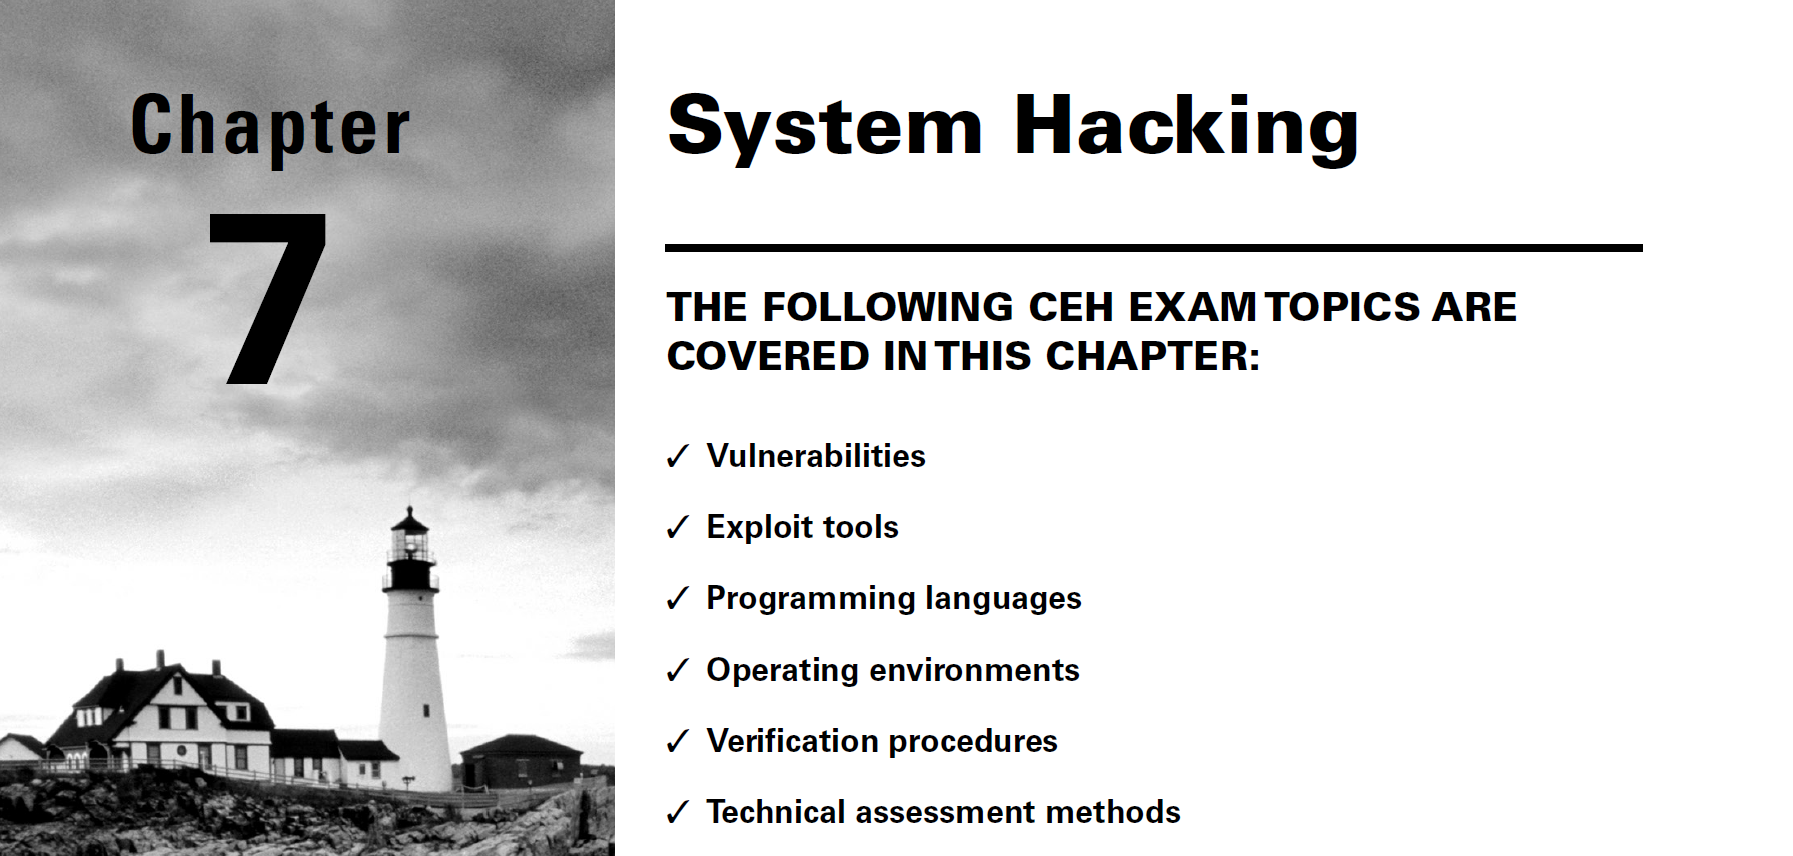 Chapter
7
System Hacking
THE FOLLOWING CEH EXAM TOPICS ARE
COVERED IN THIS CHAPTER:
✓ Vulnerabilities
✓ Exploit tools
✓ Programming languages
✓ Operating environments
✓ Verification procedures
✓ Technical assessment methods